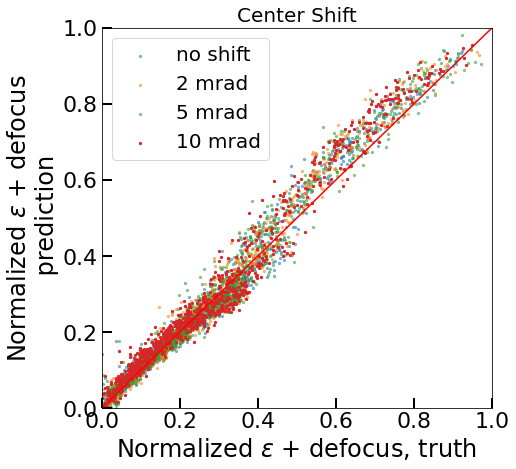 Center Shift
Normalized ε + defocus
prediction
1.0
0.8
0.6
0.4
0.2
0.0
no shift
2 mrad
5 mrad
10 mrad
0.0 0.2 0.4 0.6 0.8 1.0
Normalized ε + defocus, truth